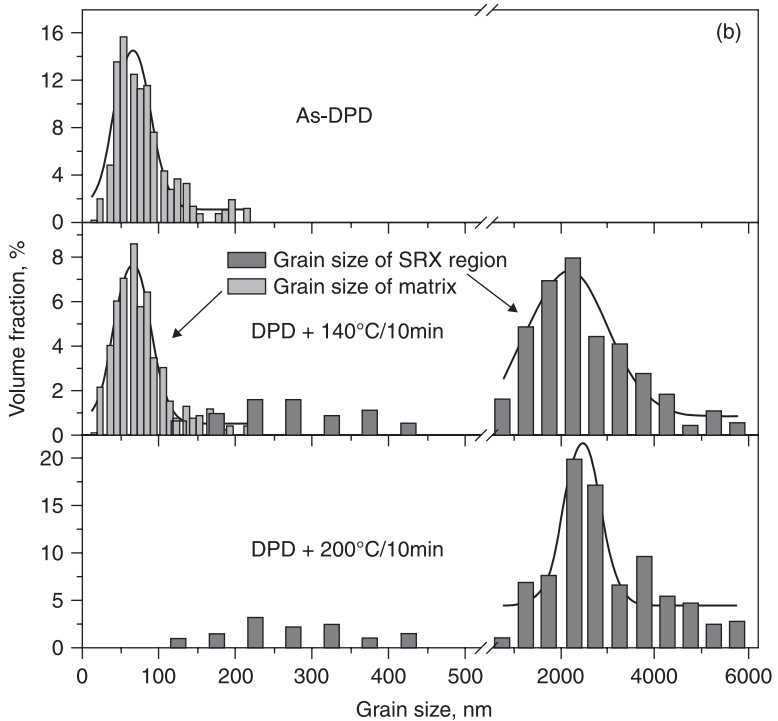 (b)
16
12
8
4
0
As-DPD
8
6
4
2
0
Grain size of SRX region
Grain size of matrix
DPD + 140°C/10min
Volume fraction, %
20
15
10
5
0
DPD + 200°C/10min
0 100 200 300 400 500 2000 4000 6000
Grain size, nm